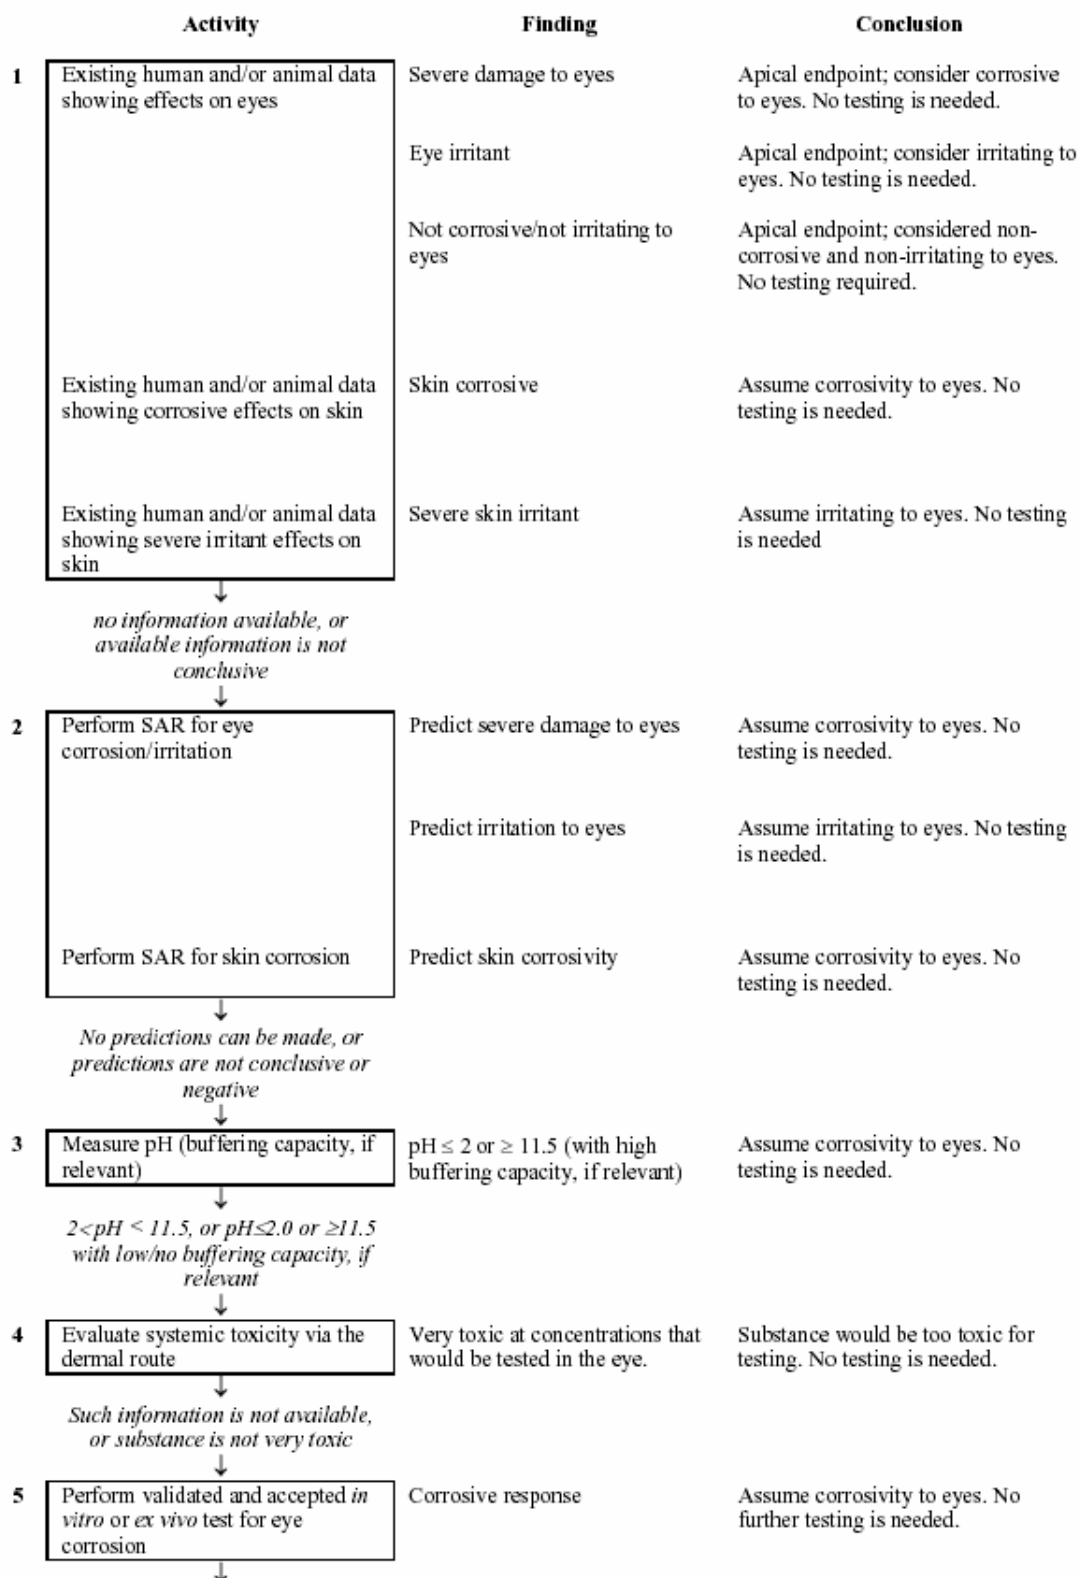 Activity Finding Conclusion
1 Existing human and/or animal data Severe damage to eyes Apical endpoint; consider corrosive
showing effects on eyes to eyes. No testing is needed.
Eye irritant Apical endpoint; consider irritating to
eyes. No testing is needed.
Not corrosive/not irritating to Apical endpoint; considered non-
eyes corrosive and non-irritating to eyes.
No testing required.
Existing human and/or animal data Skin corrosive Assume corrosivity to eyes. No
showing corrosive effects on skin testing is needed.
Existing human and/or animal data Severe skin irritant Assume irritating to eyes. No testing
showing severe irritant effects on is needed
skin
↓
no information available, or
available information is not
conclusive
↓
2 Perform SAR for eye Predict severe damage to eyes Assume corrosivity to eyes. No
corrosion/irritation testing is needed.
Predict irritation to eyes Assume irritating to eyes. No testing
is needed.
Perform SAR for skin corrosion Predict skin corrosivity Assume corrosivity to eyes. No
testing is needed.
↓
No predictions can be made, or
predictions are not conclusive or
negative
↓
3 Measure pH (buffering capacity, if pH ≤ 2 or ≥ 11.5 (with high Assume corrosivity to eyes. No
relevant) buffering capacity, if relevant) testing is needed.
↓
2<pH < 11.5, or pH≤2.0 or ≥11.5
with low/no buffering capacity, if
relevant
↓
4 Evaluate systemic toxicity via the Very toxic at concentrations that Substance would be too toxic for
dermal route would be tested in the eye. testing. No testing is needed.
↓
Such information is not available,
or substance is not very toxic
↓
5 Perform validated and accepted in Corrosive response Assume corrosivity to eyes. No
vitro or ex vivo test for eye further testing is needed.
corrosion
↓